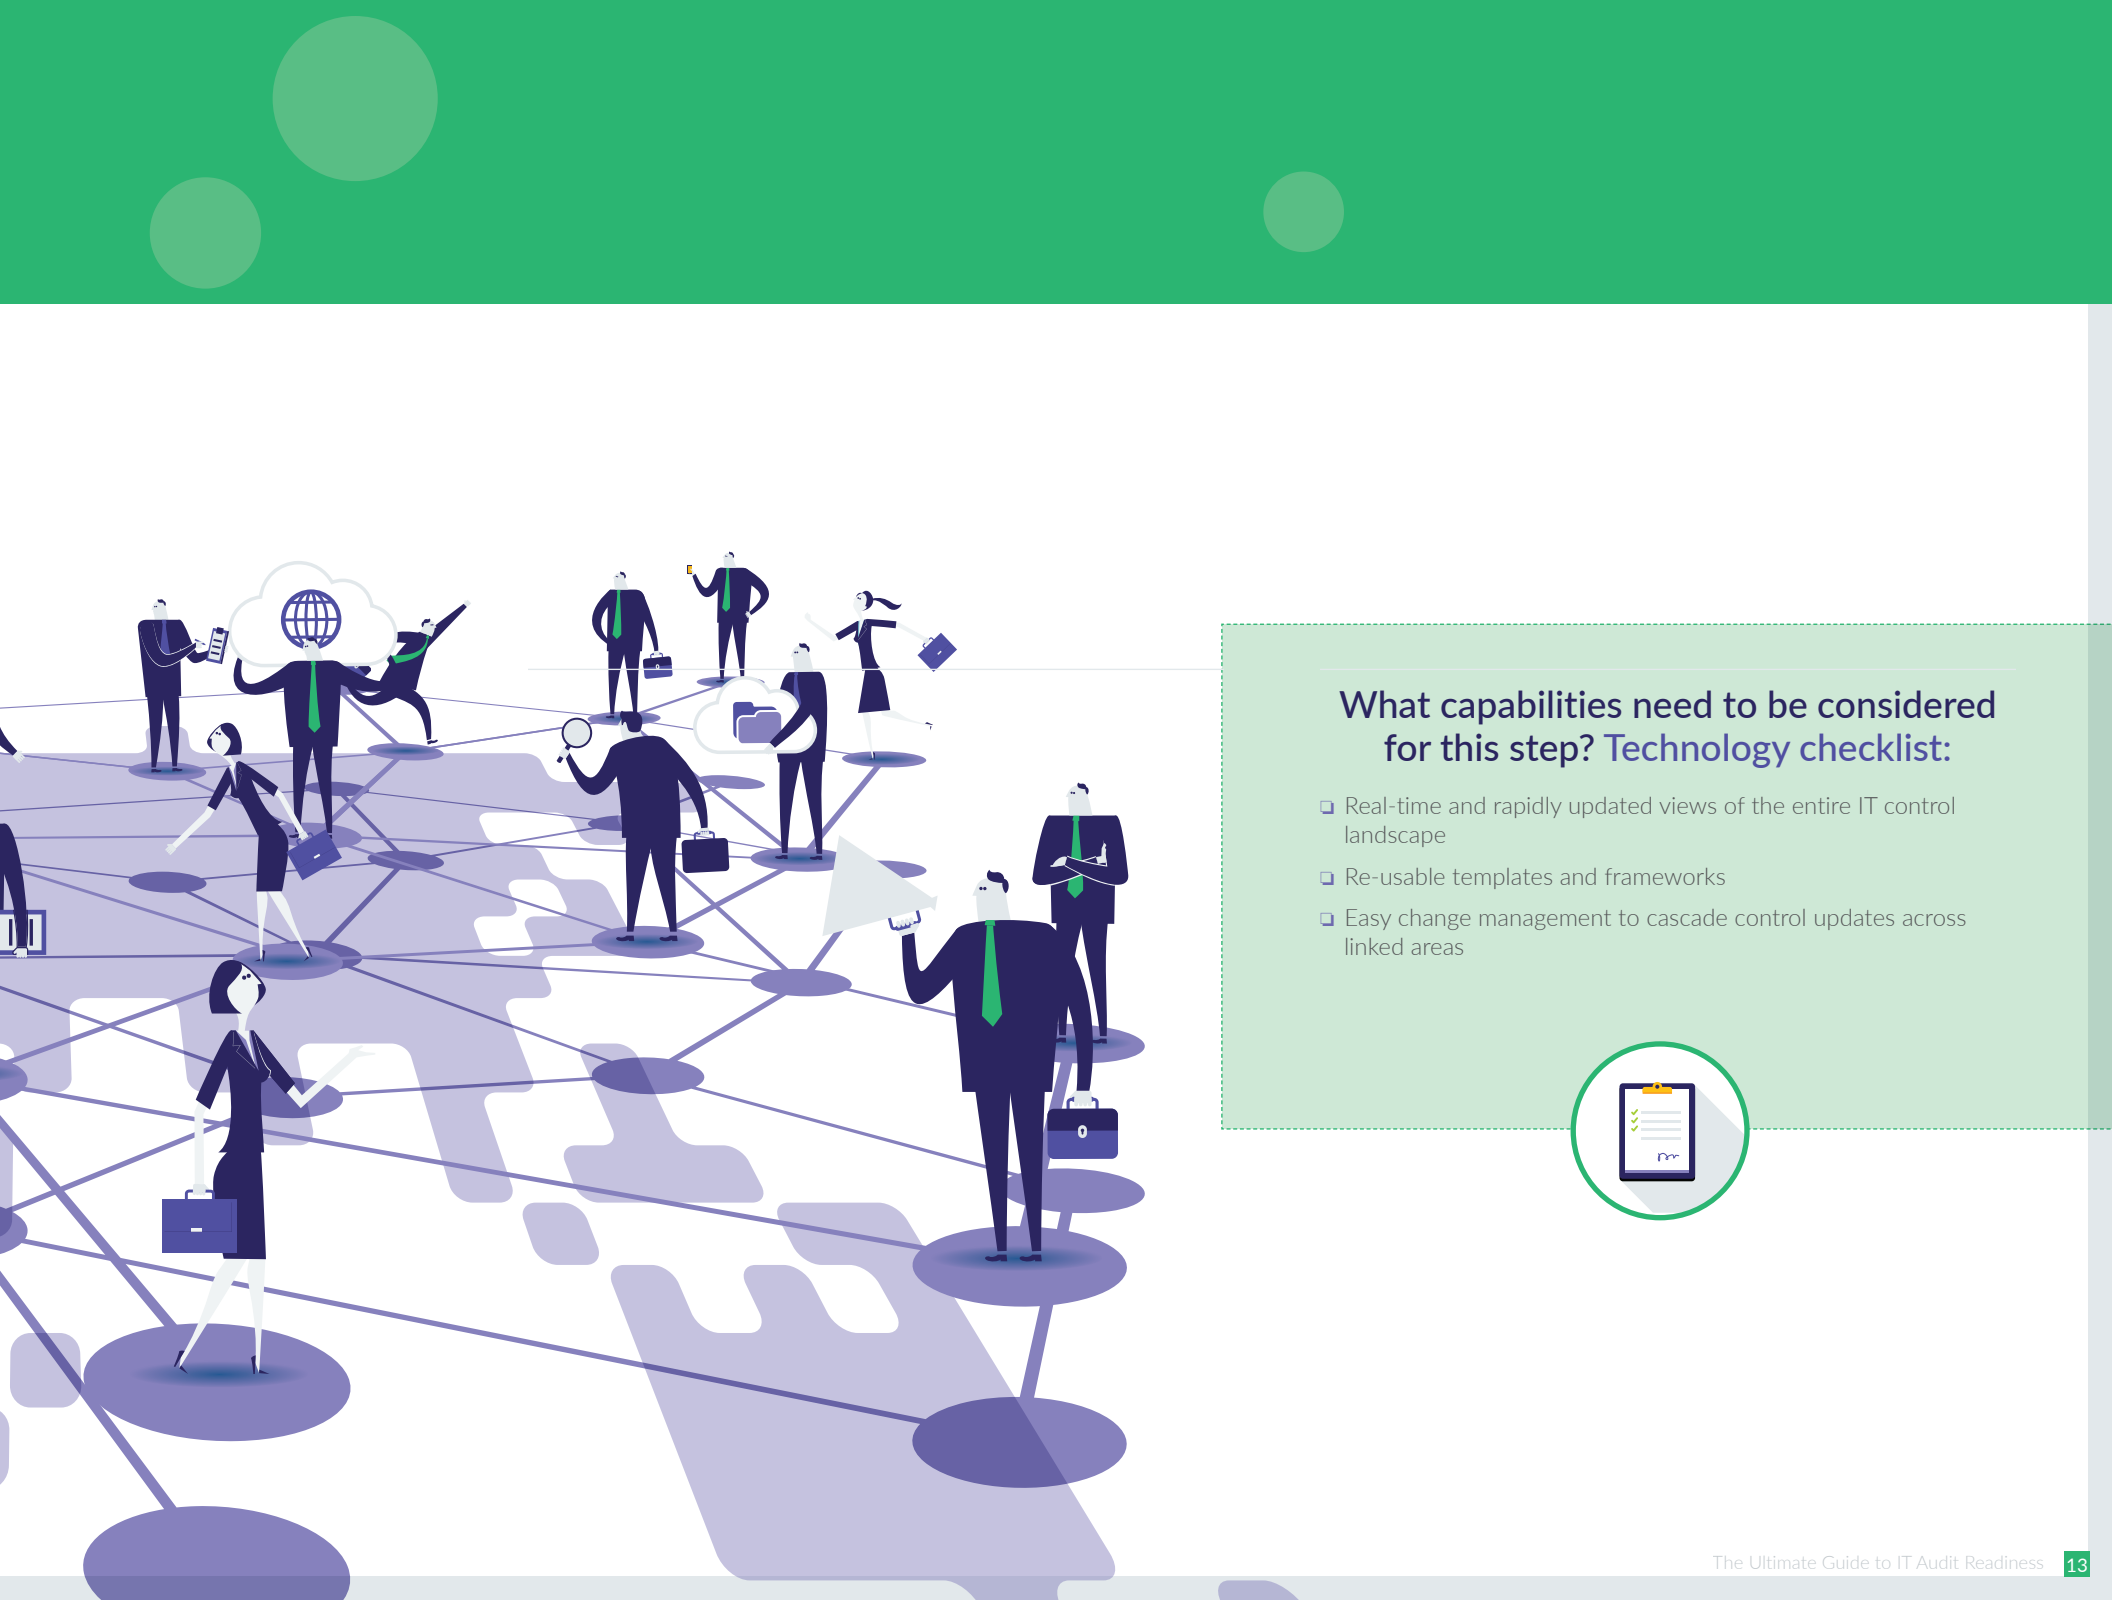 What capabilities need to be considered
for this step? Technology checklist:
❏ Real-time and rapidly updated views of the entire IT control
landscape
❏ Re-usable templates and frameworks
❏ Easy change management to cascade control updates across
linked areas
The Ultimate Guide to IT Audit Readiness 13